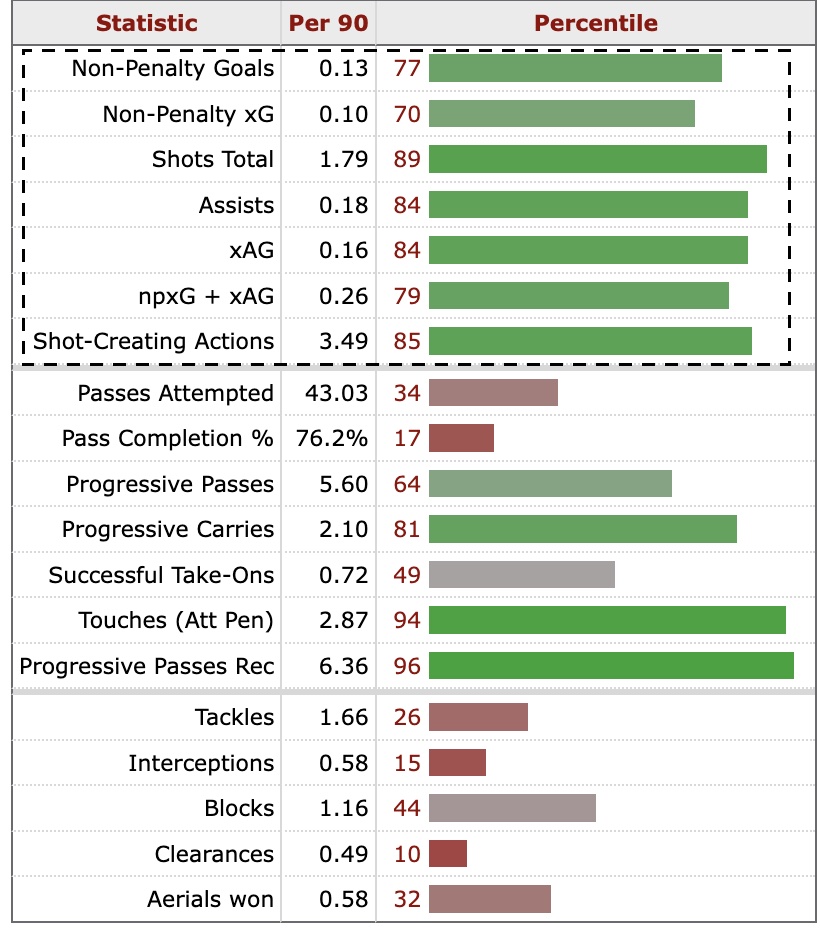 Statistic Per 90 Percentile
Non-Penalty Goals 0.13 77
Non-Penalty xG 0.10 70
Shots Total 1.79 89
Assists 0.18 84
xAG 0.16 84
npxG + xAG 0.26 79
Shot-Creating Actions 3.49 85
Passes Attempted 43.03 34
Pass Completion % 76.2% 17
Progressive Passes 5.60 64
Progressive Carries 2.10 81
Successful Take-Ons 0.72 49
Touches (Att Pen) 2.87 94
Progressive Passes Rec 6.36 96
Tackles 1.66 26
Interceptions 0.58 15
Blocks 1.16 44
Clearances 0.49 10
Aerials won 0.58 32